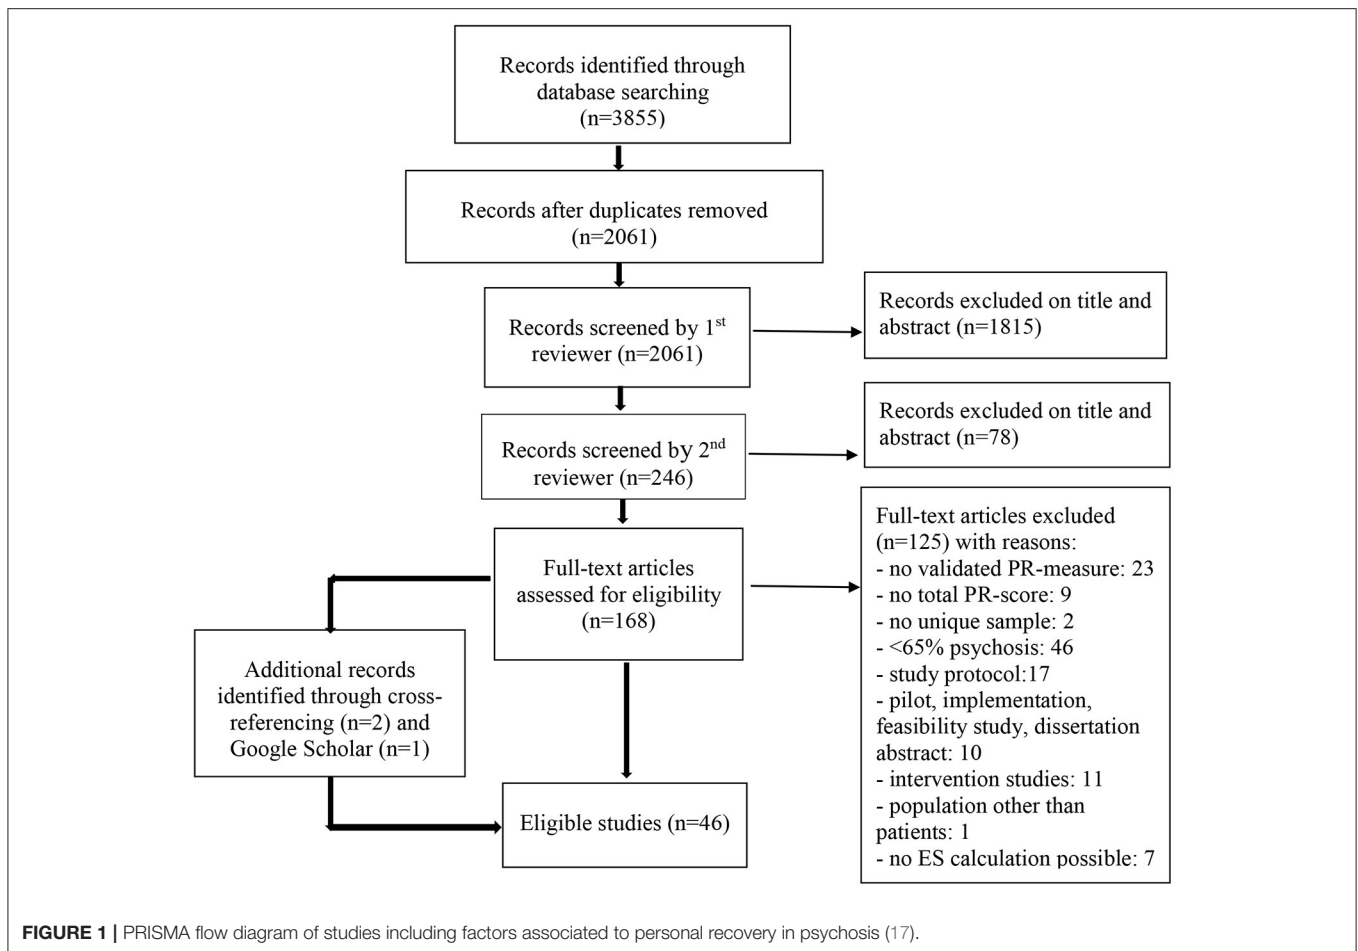 Records identified through
database searching
(n=3855)
Records after duplicates removed
(n=2061)
Records screened by 1st
reviewer (n=2061)
Records excluded on title and
abstract (n=1815)
Records screened by 2nd
reviewer (n=246)
Records excluded on title and
abstract (n=78)
Full-text articles
assessed for eligibility
(n=168)
Full-text articles excluded
(n=125) with reasons:
- no validated PR-measure: 23
- no total PR-score: 9
- no unique sample: 2
- <65% psychosis: 46
- study protocol:17
- pilot, implementation,
feasibility study, dissertation
abstract: 10
- intervention studies: 11
- population other than
patients: 1
- no ES calculation possible: 7
Additional records
identified through cross-
referencing (n=2) and
Google Scholar (n=1)
Eligible studies (n=46)
FIGURE 1 | PRISMA flow diagram of studies including factors associated to personal recovery in psychosis (17).